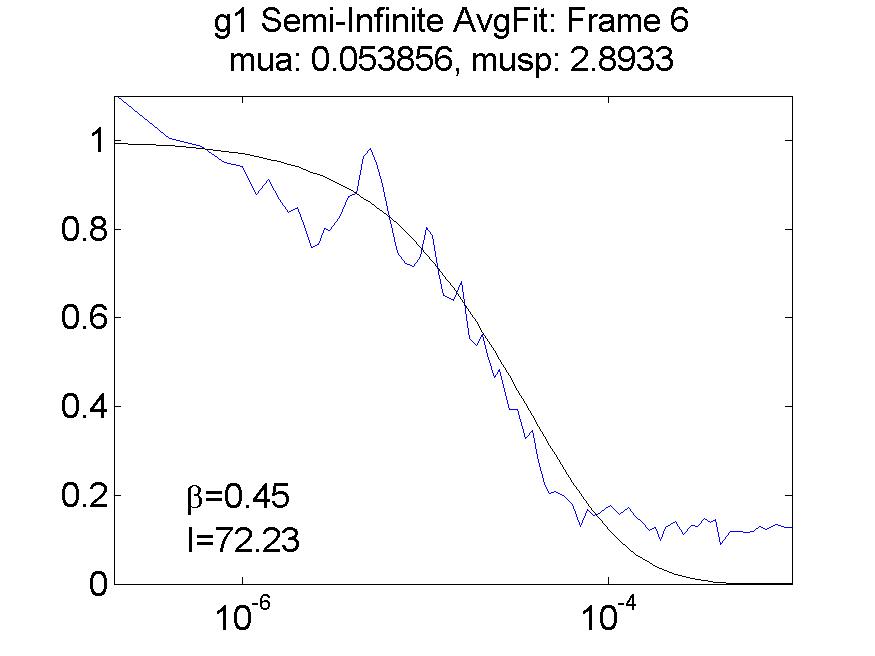 g1 Semi-Infinite AvgFit: Frame 6
mua: 0.053856, musp: 2.8933
1
0.8
0.6
0.4
0.2
0
β=0.45
I=72.23
10^-6
10^-4